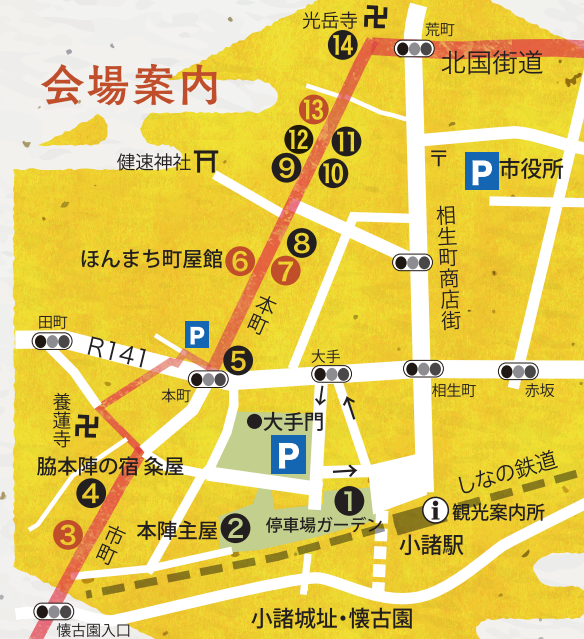 光岳寺
卍
荒町
14
北国街道
会場案内
13
12
11
9
10
〒
健速神社
P
市役所
相生町商店街
8
ほんまち町屋館
6
7
本町
田町
R141
P
5
大手
本町
相生町
赤坂
養蓮寺
卍
大手門
P
脇本陣の宿 粂屋
4
しなの鉄道
1
i
観光案内所
3
市町
本陣主屋
2
停車場ガーデン
小諸駅
懐古園入口
小諸城址・懐古園